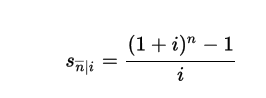 s_{\overline{n}|i} = \frac{(1+i)^n - 1}{i}